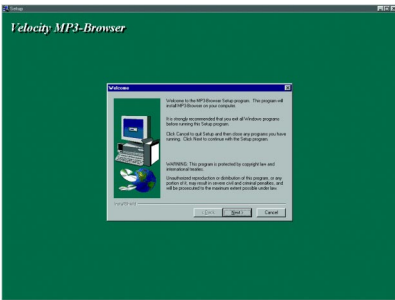 Setup
Velocity MP3-Browser
Welcome
Welcome to the MP3-Browser Setup program. This program will
install MP3-Browser on your computer.
It is strongly recommended that you exit all Windows programs
before running this Setup program.
Click Cancel to quit Setup and then close any programs you have
running. Click Next to continue with the Setup program.
WARNING: This program is protected by copyright law and
international treaties.
Unauthorized reproduction or distribution of this program, or any
portion of it, may result in severe civil and criminal penalties, and
will be prosecuted to the maximum extent possible under law.
InstallShield
< Back Next > Cancel